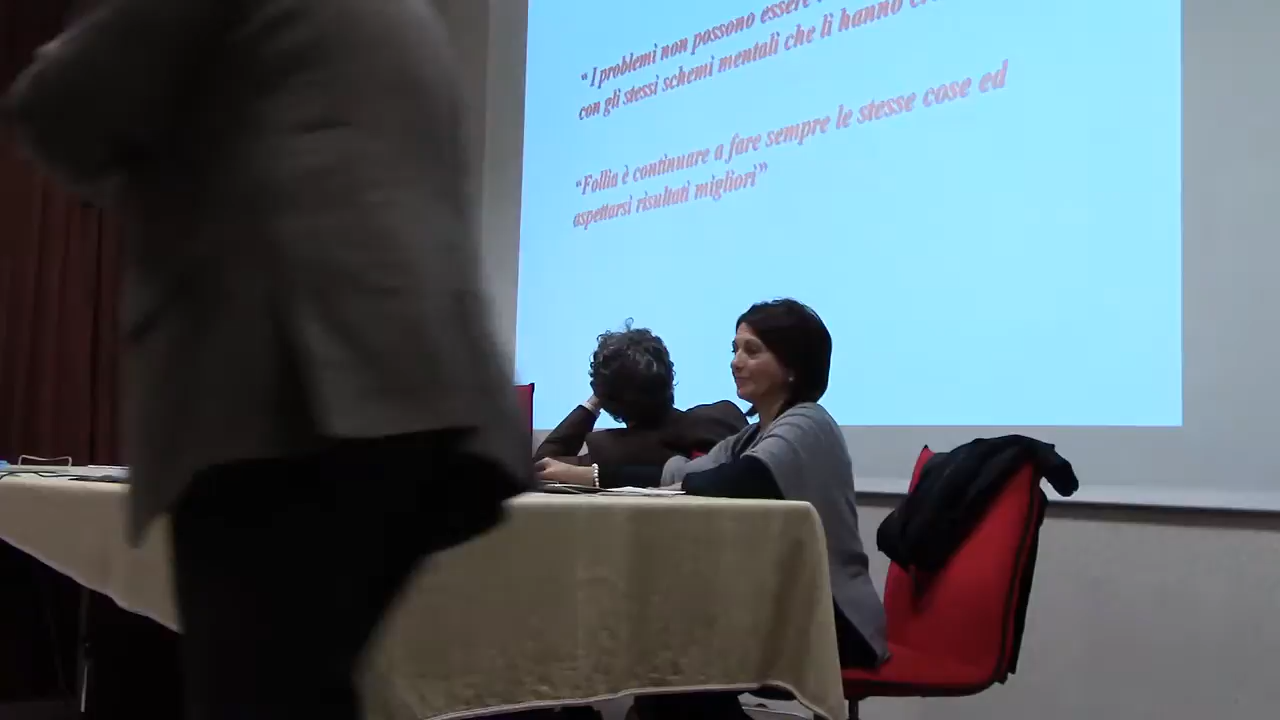 “ I problemi non possono essere
con gli stessi schemi mentali che li hanno
“Follia è continuare a fare sempre le stesse cose ed
aspettarsi risultati migliori”